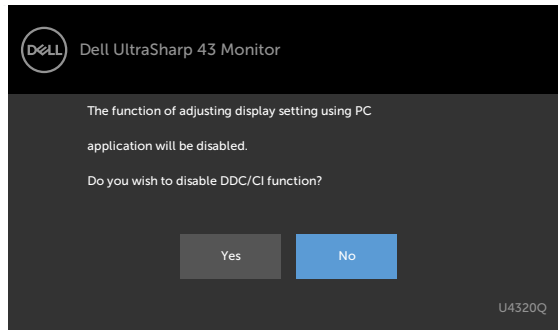 DELL
Dell UltraSharp 43 Monitor
The function of adjusting display setting using PC
application will be disabled.
Do you wish to disable DDC/CI function?
Yes
No
U4320Q